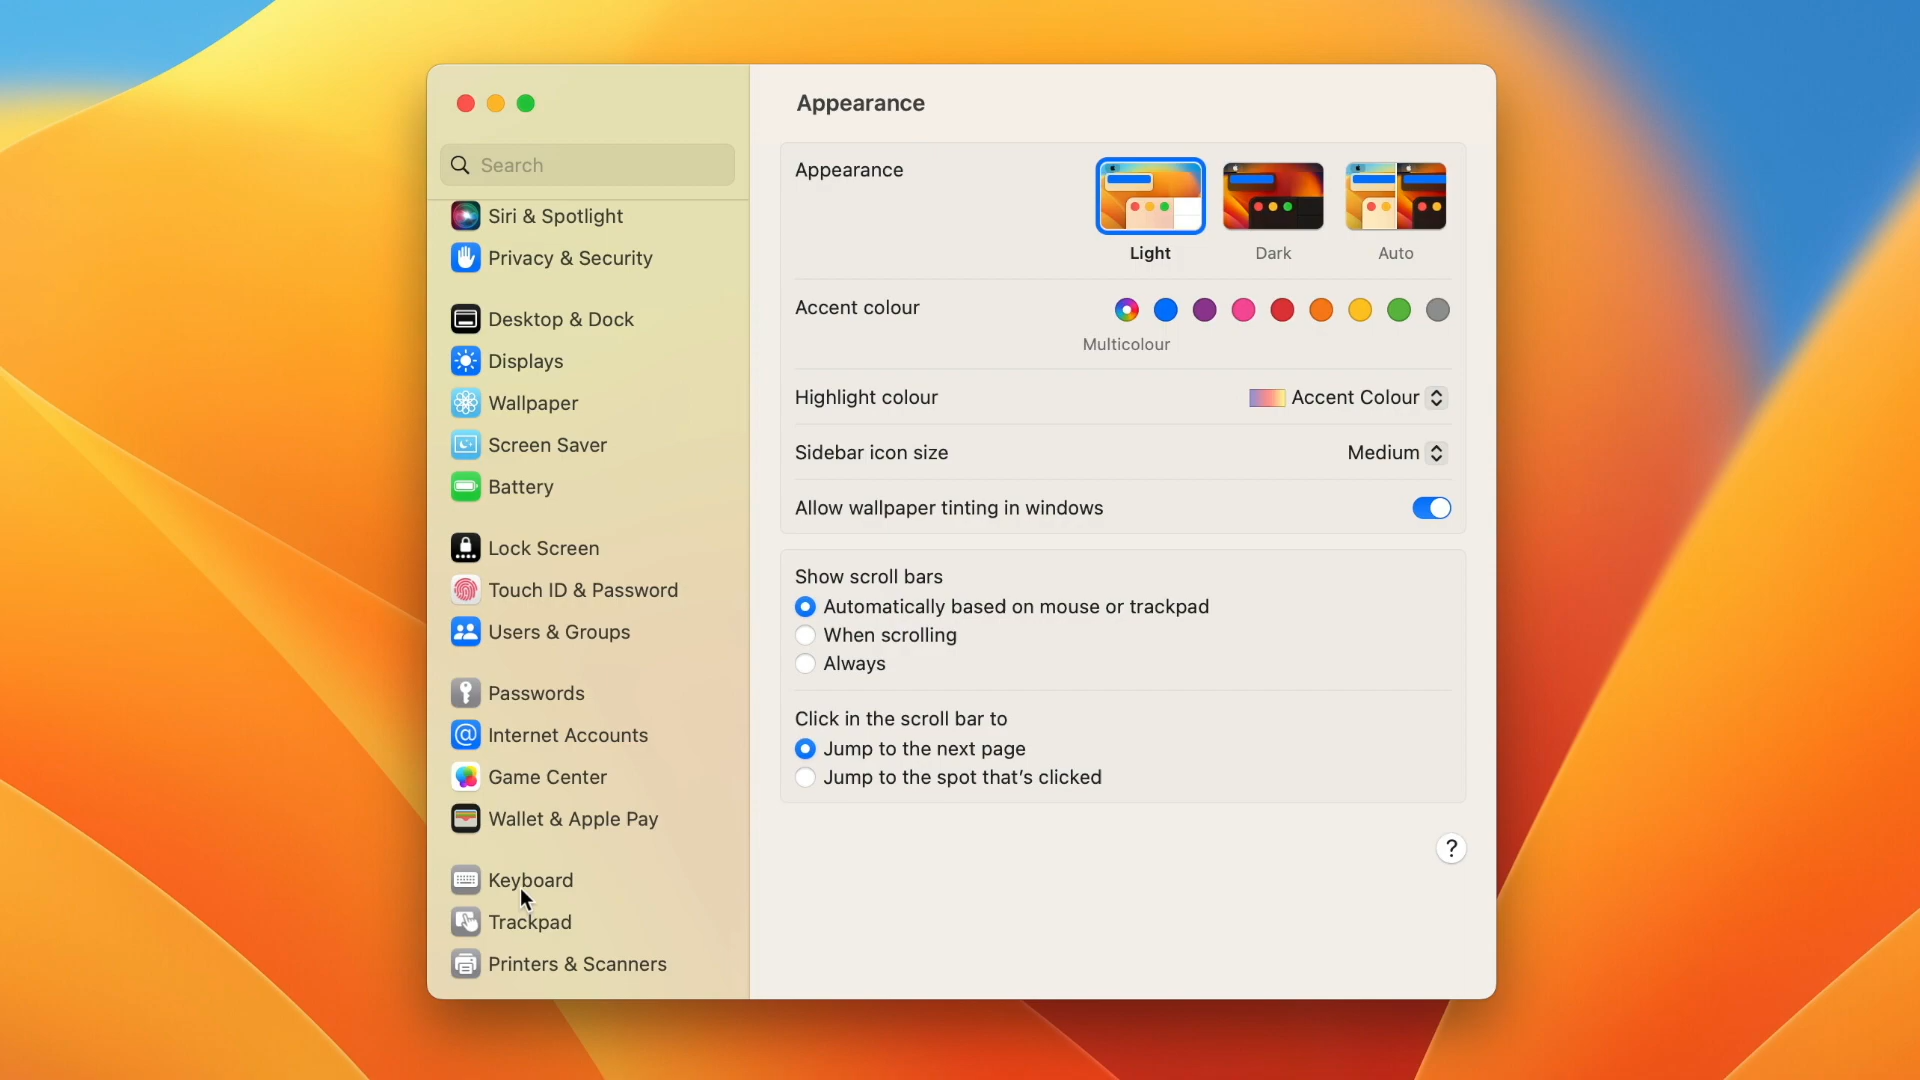 Search
Siri & Spotlight
Privacy & Security
Desktop & Dock
Displays
Wallpaper
Screen Saver
Battery
Lock Screen
Touch ID & Password
Users & Groups
Passwords
Internet Accounts
Game Center
Wallet & Apple Pay
Keyboard
Trackpad
Printers & Scanners
Appearance
Appearance
Light
Dark
Auto
Accent colour
Multicolour
Highlight colour
Accent Colour
Sidebar icon size
Medium
Allow wallpaper tinting in windows
Show scroll bars
Automatically based on mouse or trackpad
When scrolling
Always
Click in the scroll bar to
Jump to the next page
Jump to the spot that’s clicked
?